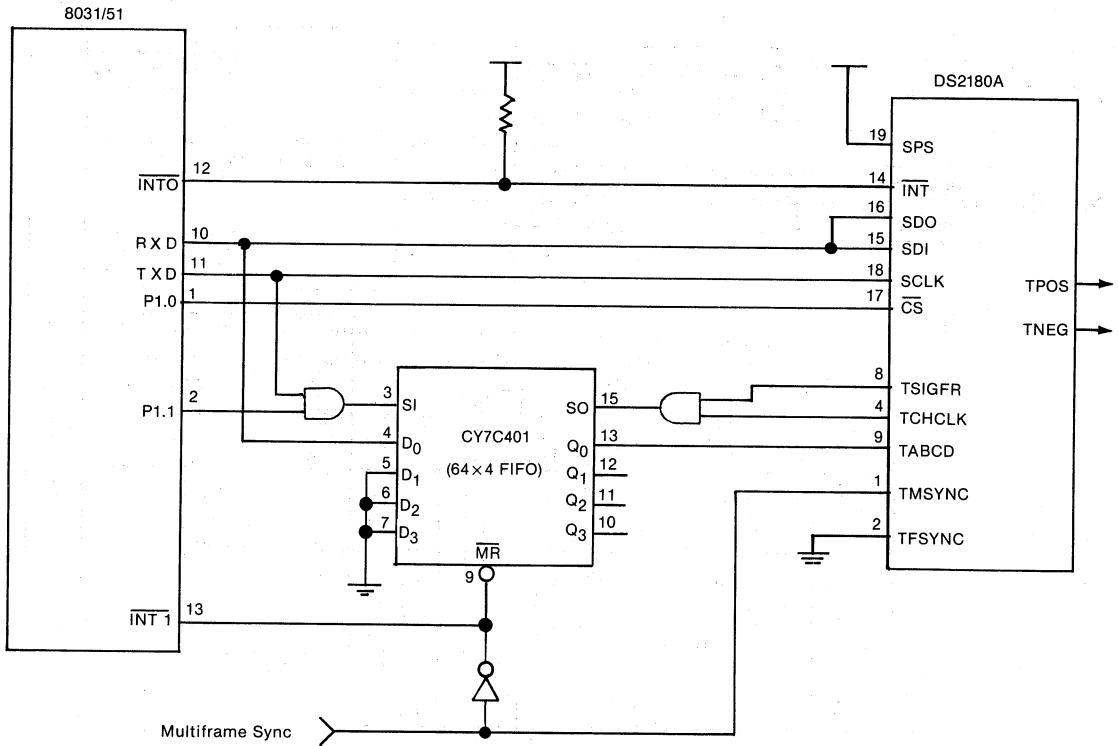 8031/51
DS2180A
19 SPS
INTO 12
14 INT
16 SDO
RXD 10
15 SDI
TXD 11
18 SCLK
TPOS
P1.0 1
17 CS
TNEG
8 TSIGFR
P1.1 2
3 SI
SO 15
4 TCHCLK
CY7C401
(64×4 FIFO)
4 D0
Q0 13
9 TABCD
5 D1
Q1 12
6 D2
Q2 11
1 TMSYNC
7 D3
Q3 10
2 TFSYNC
MR
9
INT 1 13
Multiframe Sync